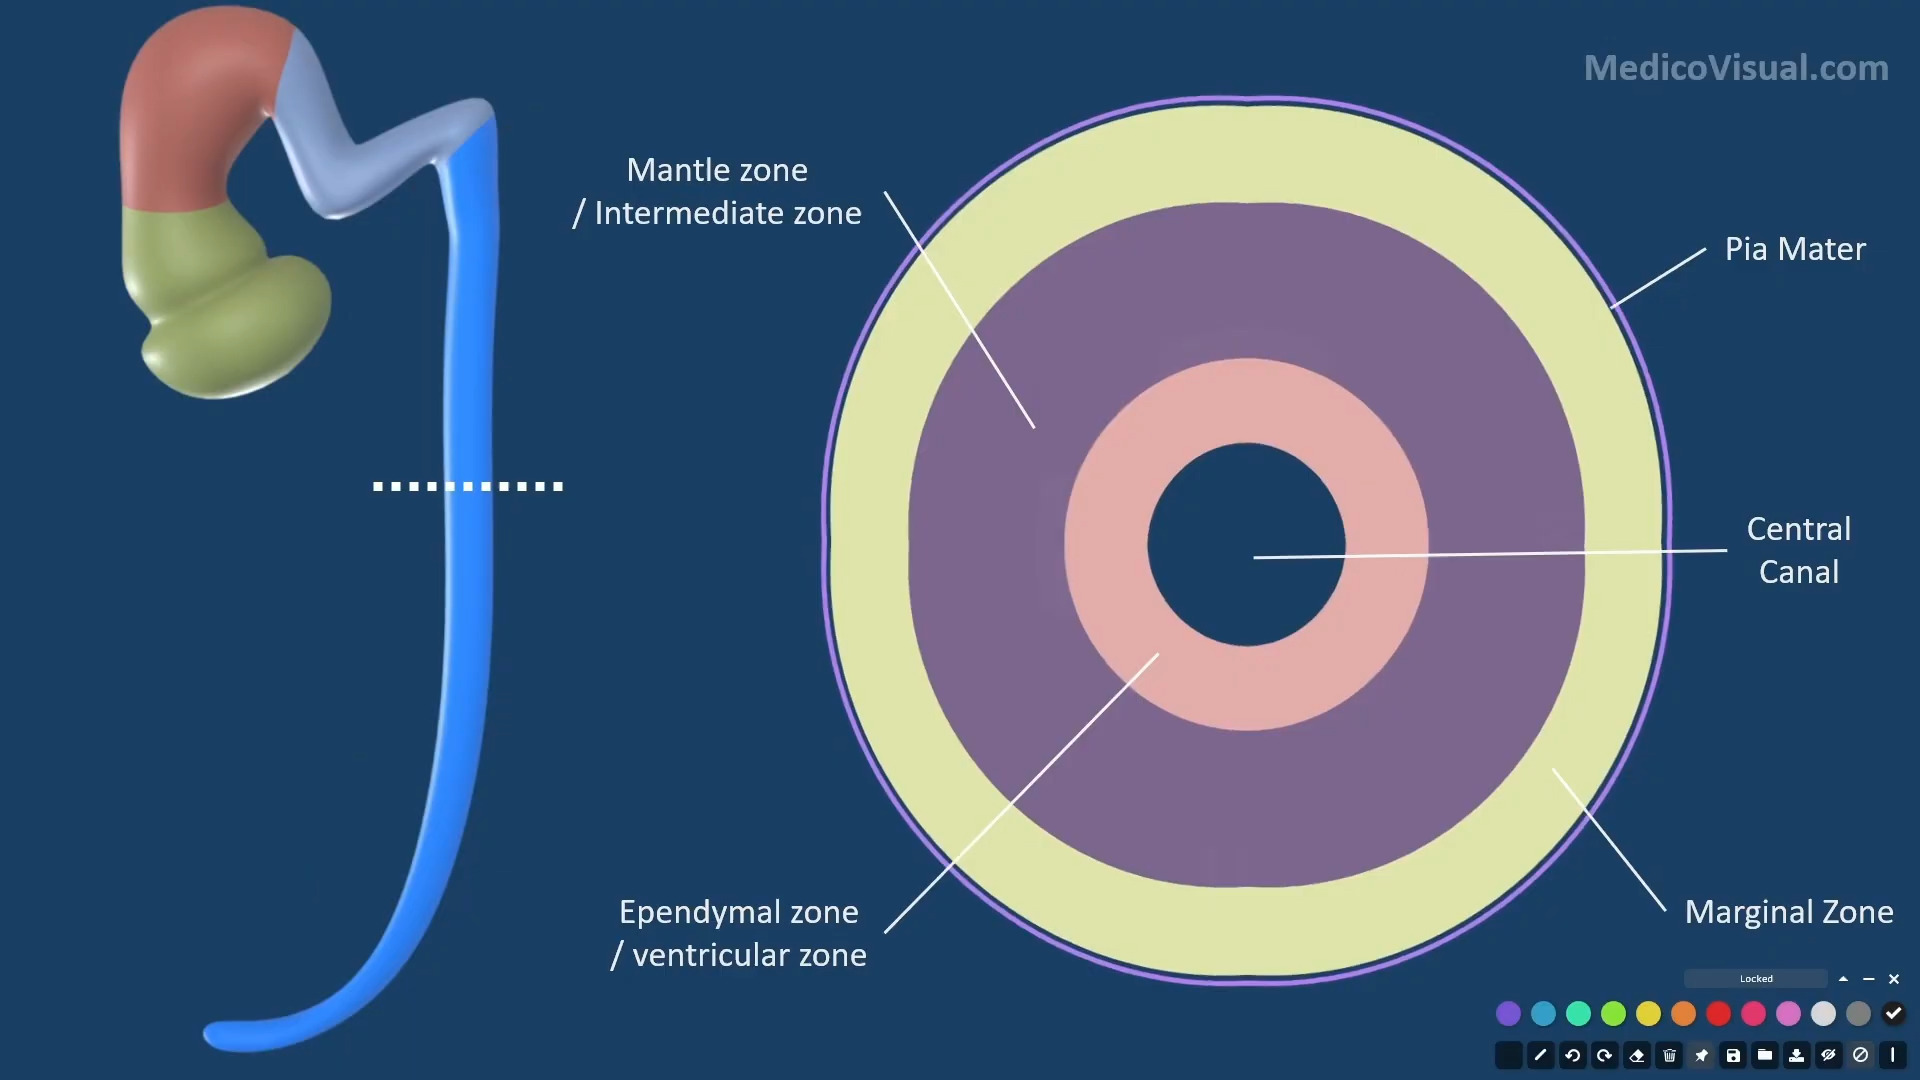 MedicoVisual.com
Mantle zone
/ Intermediate zone
Pia Mater
Central
Canal
Ependymal zone
/ ventricular zone
Marginal Zone
Locked